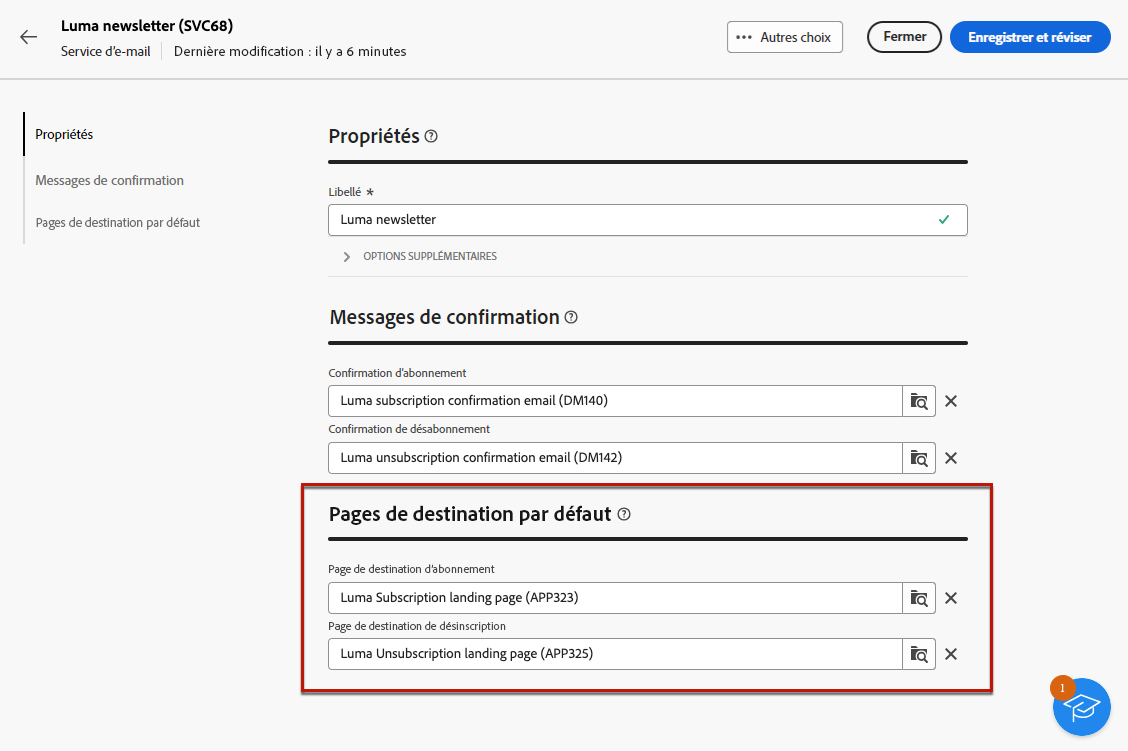 Luma newsletter (SVC68)
Service d'e-mail
Dernière modification : il y a 6 minutes
Autres choix
Fermer
Enregistrer et réviser
Propriétés
Messages de confirmation
Pages de destination par défaut
Propriétés
Libellé *
Luma newsletter
OPTIONS SUPPLÉMENTAIRES
Messages de confirmation
Confirmation d'abonnement
Luma subscription confirmation email (DM140)
Confirmation de désabonnement
Luma unsubscription confirmation email (DM142)
Pages de destination par défaut
Page de destination d'abonnement
Luma Subscription landing page (APP323)
Page de destination de désinscription
Luma Unsubscription landing page (APP325)
1